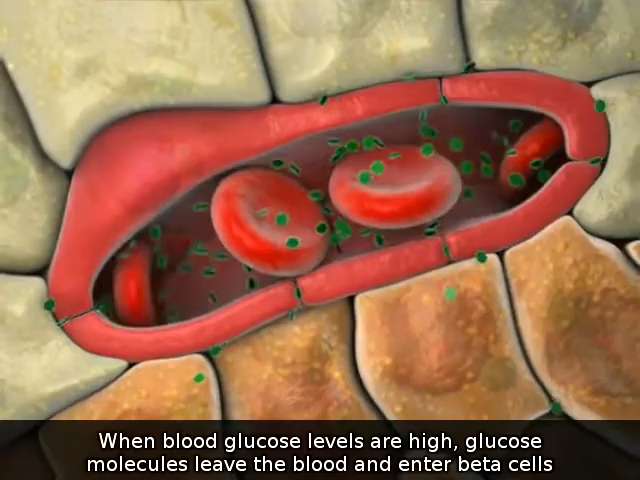 When blood glucose levels are high, glucose
molecules leave the blood and enter beta cells